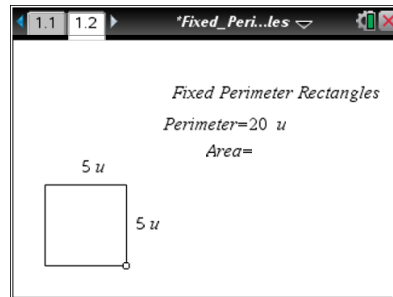 1.1 1.2 *Fixed_Peri...les
Fixed Perimeter Rectangles
Perimeter=20 u
Area=
5 u
5 u